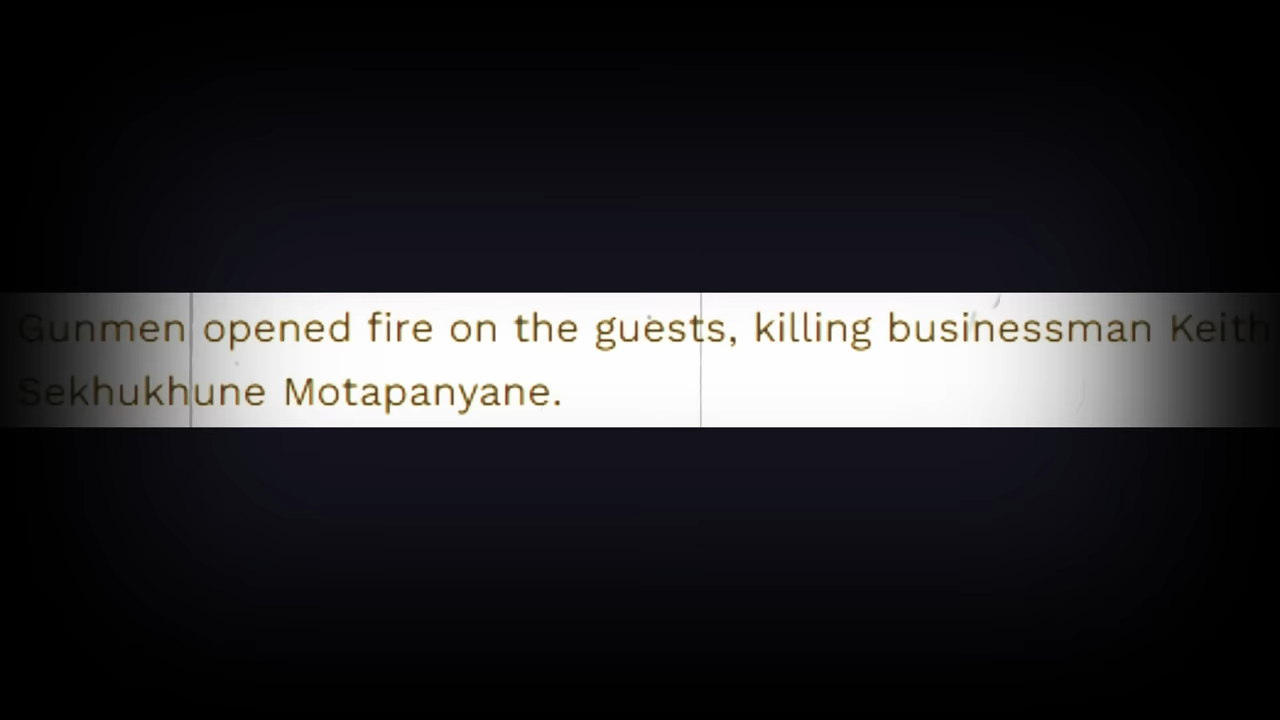 Gunmen opened fire on the guests, killing businessman Keith
Sekhukhune Motapanyane.